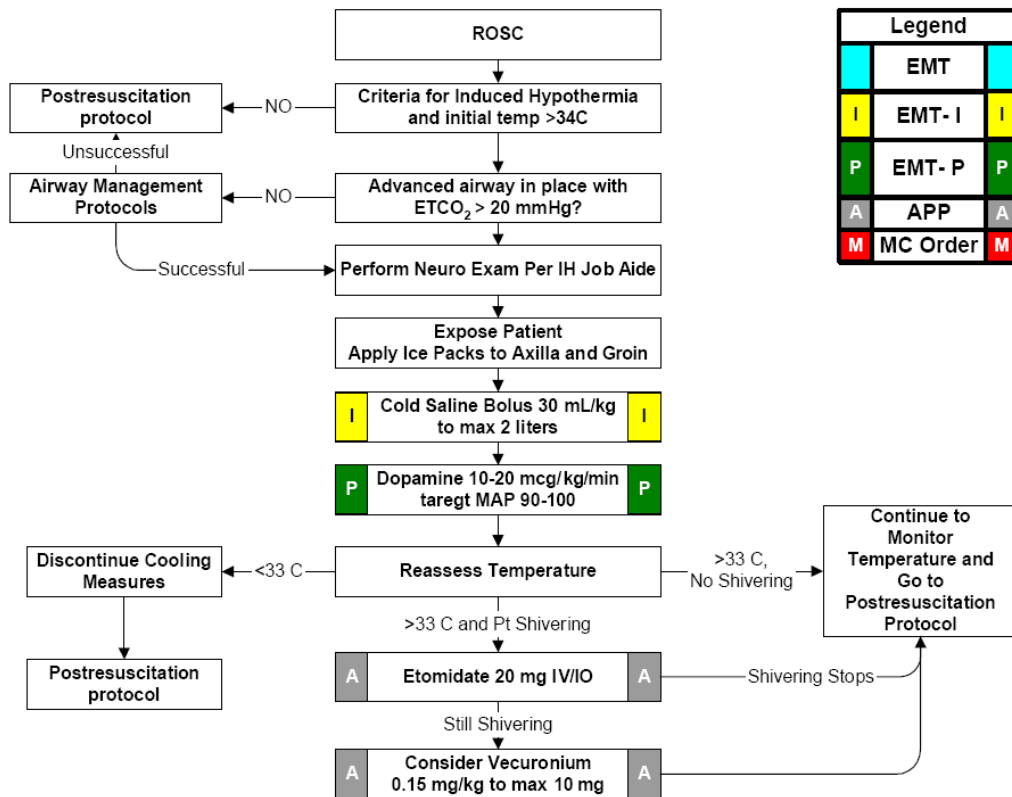 ROSC
Legend
EMT
I EMT- I I
P EMT- P P
A APP A
M MC Order M
Postresuscitation
protocol
NO
Criteria for Induced Hypothermia
and initial temp >34C
Unsuccessful
Airway Management
Protocols
NO
Advanced airway in place with
ETCO₂ > 20 mmHg?
Successful
Perform Neuro Exam Per IH Job Aide
Expose Patient
Apply Ice Packs to Axilla and Groin
I Cold Saline Bolus 30 mL/kg I
to max 2 liters
P Dopamine 10-20 mcg/kg/min P
taregt MAP 90-100
Discontinue Cooling
Measures
<33 C
Reassess Temperature
>33 C,
No Shivering
Continue to
Monitor
Temperature and
Go to
Postresuscitation
Protocol
>33 C and Pt Shivering
Postresuscitation
protocol
A Etomidate 20 mg IV/IO A
Shivering Stops
Still Shivering
A Consider Vecuronium A
0.15 mg/kg to max 10 mg